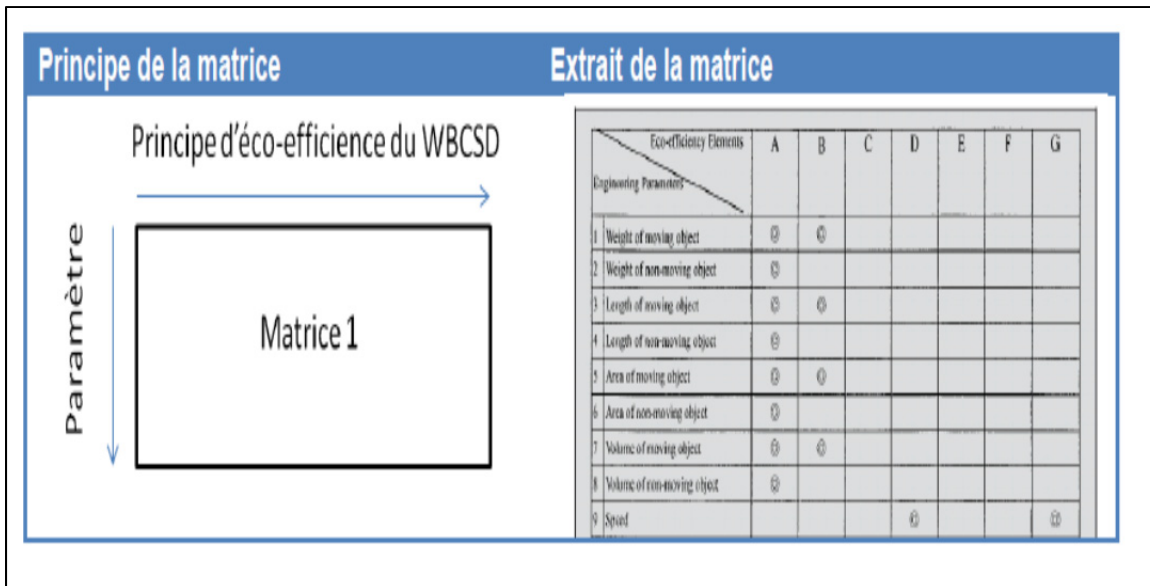 Principe de la matrice
Extrait de la matrice
Principe d'éco-efficience du WBCSD
Paramètre
Matrice 1
Eco-efficiency Elements A B C D E F G
Engineering Parameters
1 Weight of moving object ◎ ◎
2 Weight of non-moving object ◎
3 Length of moving object ◎ ◎
4 Length of non-moving object ◎
5 Area of moving object ◎ ◎
6 Area of non-moving object ◎
7 Volume of moving object ◎ ◎
8 Volume of non-moving object ◎
9 Speed ◎ ◎